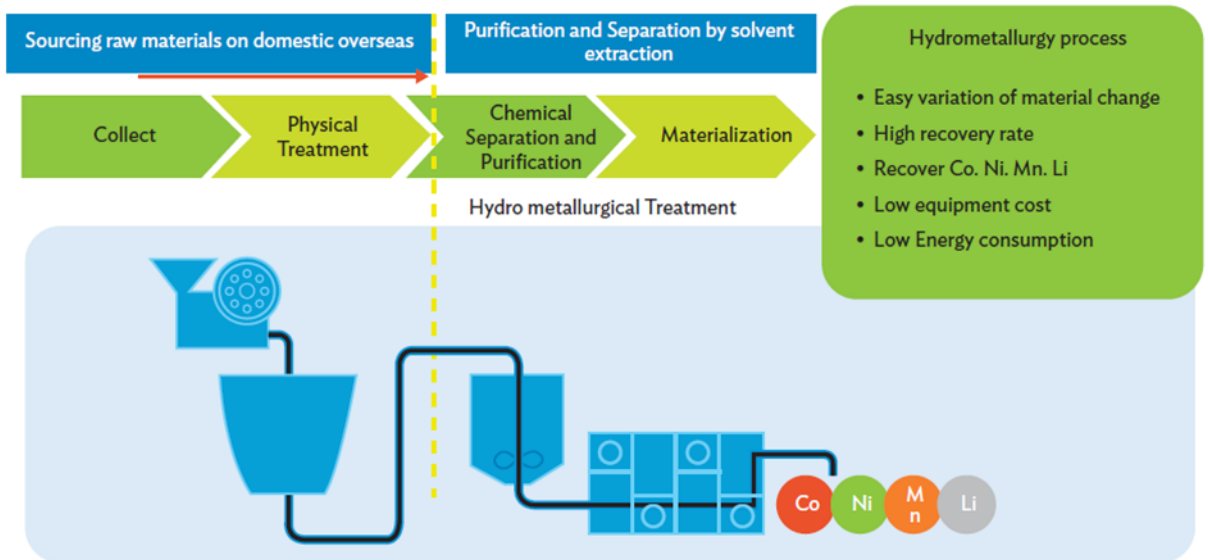 Sourcing raw materials on domestic overseas
Purification and Separation by solvent
extraction
Collect
Physical
Treatment
Chemical
Separation and
Purification
Materialization
Hydro metallurgical Treatment
Hydrometallurgy process
• Easy variation of material change
• High recovery rate
• Recover Co. Ni. Mn. Li
• Low equipment cost
• Low Energy consumption
Co
Ni
M
n
Li